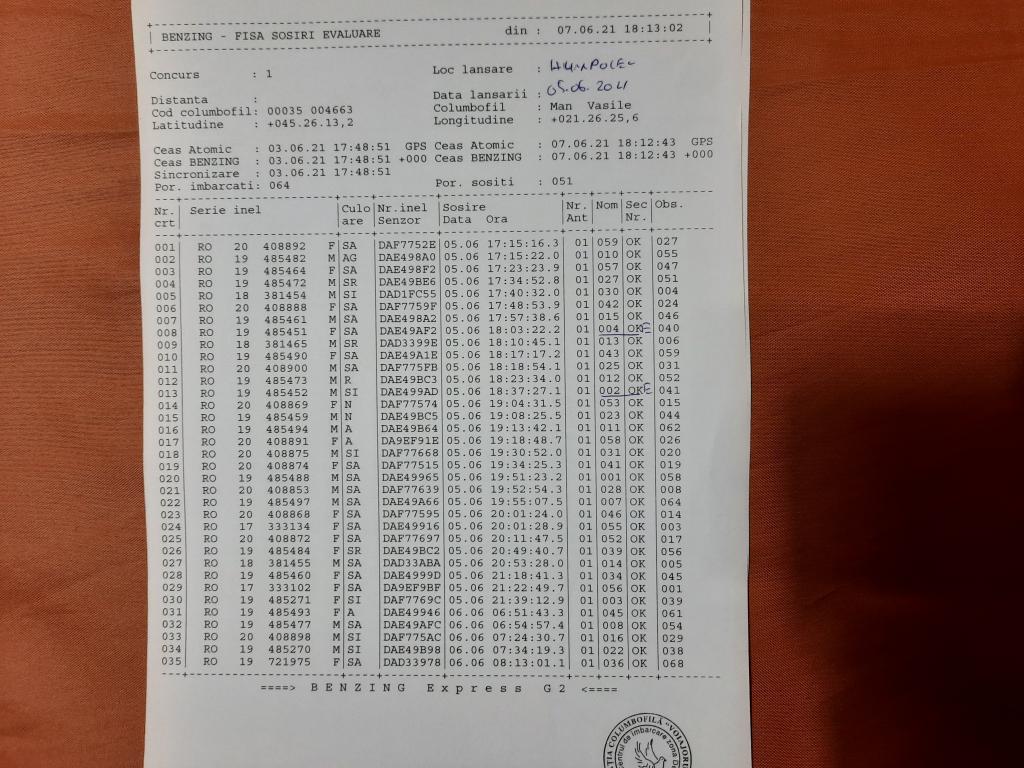 BENZING - FISA SOSIRI EVALUARE din : 07.06.21 18:13:02
Concurs : 1 Loc lansare : HUMPOLEC
Distanta : Data lansarii : 05.06.2021
Cod columbofil: 00035 004663 Columbofil : Man Vasile
Latitudine : +045.26.13,2 Longitudine : +021.26.25,6
Ceas Atomic : 03.06.21 17:48:51 GPS Ceas Atomic : 07.06.21 18:12:43 GPS
Ceas BENZING : 03.06.21 17:48:51 +000 Ceas BENZING : 07.06.21 18:12:43 +000
Sincronizare : 03.06.21 17:48:51
Por. imbarcati: 064 Por. sositi : 051
Nr. Serie inel Culo Nr.inel Sosire Nr. Nom Sec Obs.
crt are Senzor Data Ora Ant Nr.
001 RO 20 408892 F SA DAF7752E 05.06 17:15:16.3 01 059 OK 027
002 RO 19 485482 M AG DAE498A0 05.06 17:15:22.0 01 010 OK 055
003 RO 19 485464 F SA DAE498F2 05.06 17:23:23.9 01 057 OK 047
004 RO 19 485472 M SR DAE49BE6 05.06 17:34:52.8 01 027 OK 051
005 RO 18 381454 M SI DAD1FC55 05.06 17:40:32.0 01 030 OK 004
006 RO 20 408888 F SA DAF7759F 05.06 17:48:53.9 01 042 OK 024
007 RO 19 485461 M SA DAE498A2 05.06 17:57:38.6 01 015 OK 046
008 RO 19 485451 F SA DAE49AF2 05.06 18:03:22.2 01 004 OK E 040
009 RO 18 381465 M SR DAD3399E 05.06 18:10:45.1 01 013 OK 006
010 RO 19 485490 F SA DAE49A1E 05.06 18:17:17.2 01 043 OK 059
011 RO 20 408900 M SA DAF775FB 05.06 18:18:54.1 01 025 OK 031
012 RO 19 485473 M R DAE49BC3 05.06 18:23:34.0 01 012 OK 052
013 RO 19 485452 M SI DAE499AD 05.06 18:37:27.1 01 002 OK E 041
014 RO 20 408869 F N DAF77574 05.06 19:04:31.5 01 053 OK 015
015 RO 19 485459 M N DAE49BC5 05.06 19:08:25.5 01 023 OK 044
016 RO 19 485494 M A DAE49B64 05.06 19:13:42.1 01 011 OK 062
017 RO 20 408891 F A DA9EF91E 05.06 19:18:48.7 01 058 OK 026
018 RO 20 408875 M SI DAF77668 05.06 19:30:52.0 01 031 OK 020
019 RO 20 408874 F SA DAF77515 05.06 19:34:25.3 01 041 OK 019
020 RO 19 485488 M SA DAE49965 05.06 19:51:23.2 01 001 OK 058
021 RO 20 408853 M SA DAF77639 05.06 19:52:54.3 01 028 OK 008
022 RO 19 485497 M SA DAE49A66 05.06 19:55:07.5 01 007 OK 064
023 RO 20 408868 F SA DAF77595 05.06 20:01:24.0 01 046 OK 014
024 RO 17 333134 F SA DAE49916 05.06 20:01:28.9 01 055 OK 003
025 RO 20 408872 F SA DAF77697 05.06 20:11:47.5 01 052 OK 017
026 RO 19 485484 F SR DAE49BC2 05.06 20:49:40.7 01 039 OK 056
027 RO 18 381455 M SA DAD33ABA 05.06 20:53:28.0 01 014 OK 005
028 RO 19 485460 F SA DAE4999D 05.06 21:18:41.3 01 034 OK 045
029 RO 17 333102 F SA DA9EF9BF 05.06 21:22:49.7 01 056 OK 001
030 RO 19 485271 F SI DAF7769C 05.06 21:39:12.9 01 003 OK 039
031 RO 19 485493 F A DAE49946 06.06 06:51:43.3 01 045 OK 061
032 RO 19 485477 M SA DAE49AFC 06.06 06:54:57.4 01 008 OK 054
033 RO 20 408898 M SI DAF775AC 06.06 07:24:30.7 01 016 OK 029
034 RO 19 485270 M SI DAE49B98 06.06 07:34:19.3 01 022 OK 038
035 RO 19 721975 F SA DAD33978 06.06 08:13:01.1 01 036 OK 068
====> BENZING Express G2 <====
COLUMBOFILĂ
de îmbarcare zona